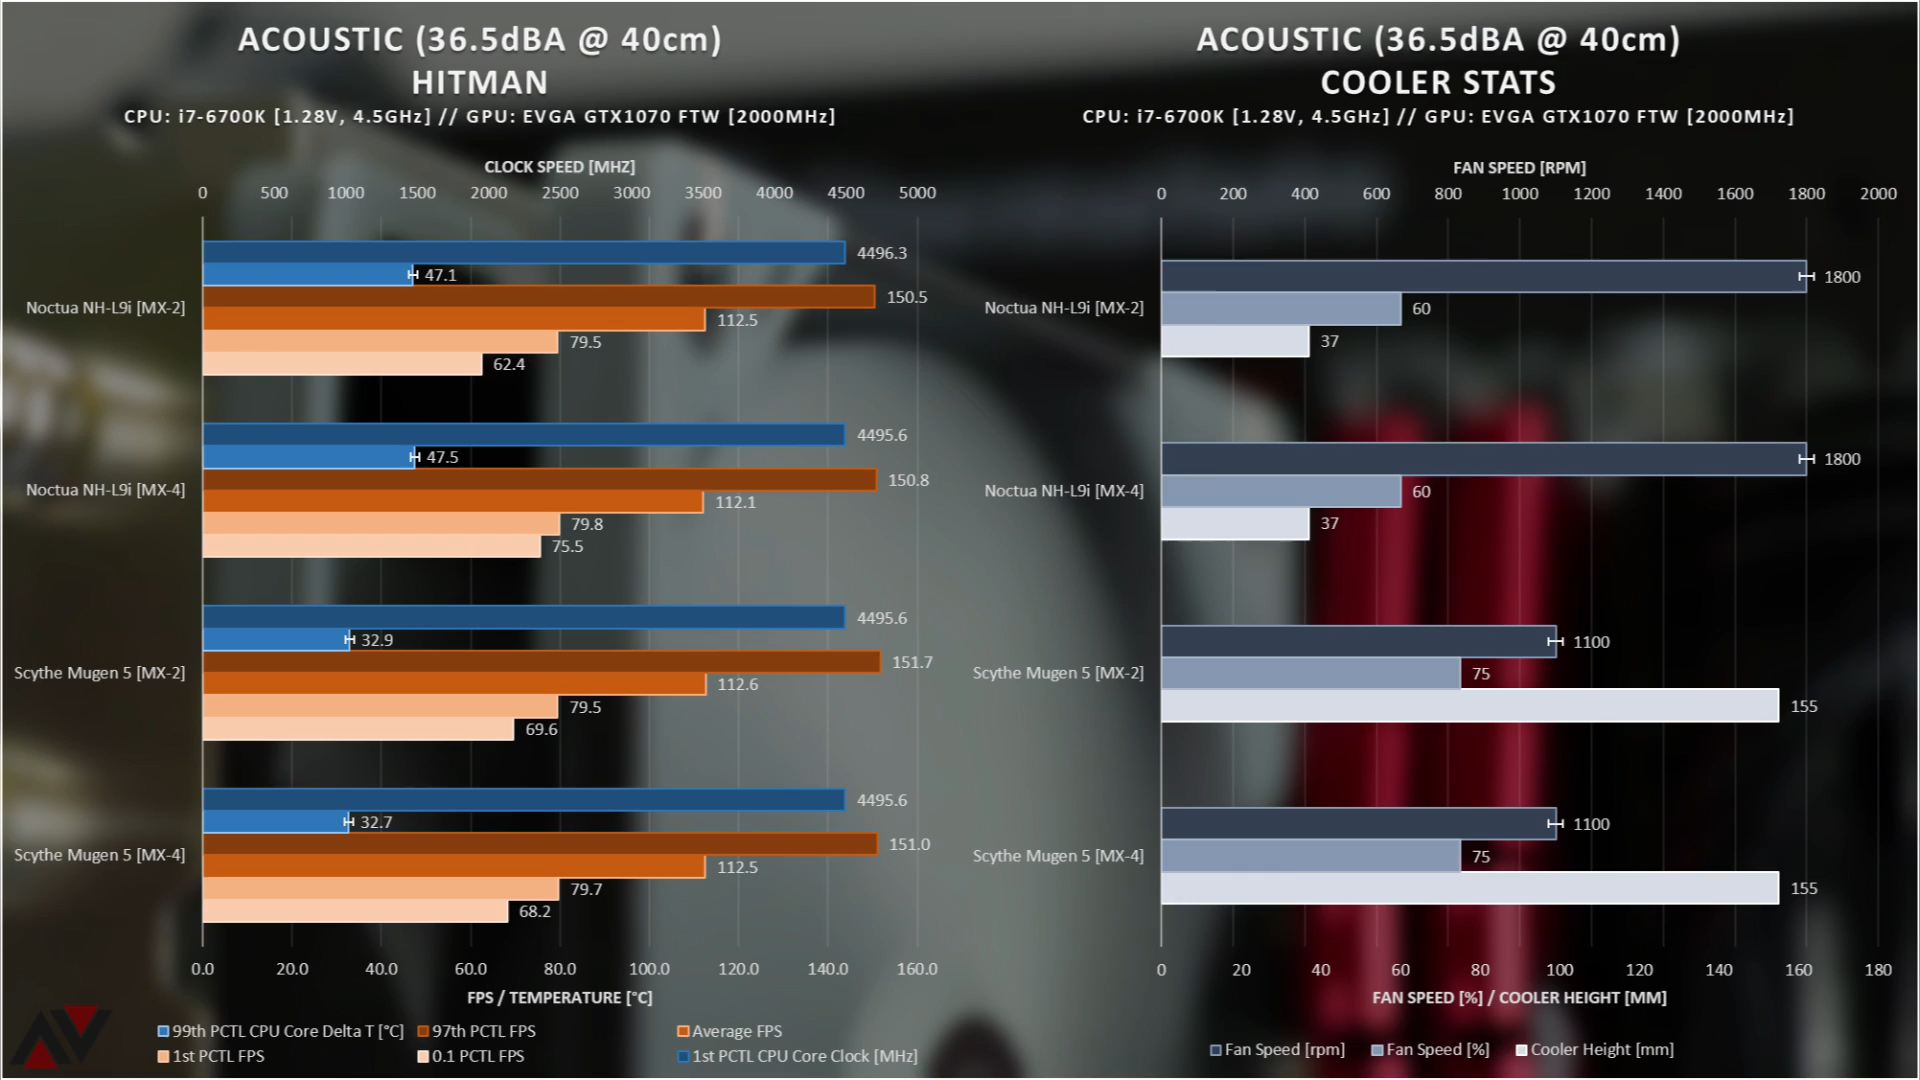 ACOUSTIC (36.5dBA @ 40cm)
HITMAN
CPU: i7-6700K [1.28V, 4.5GHz] // GPU: EVGA GTX1070 FTW [2000MHz]
CLOCK SPEED [MHZ]
0 500 1000 1500 2000 2500 3000 3500 4000 4500 5000
Noctua NH-L9i [MX-2]
4496.3
47.1
150.5
112.5
79.5
62.4
Noctua NH-L9i [MX-4]
4495.6
47.5
150.8
112.1
79.8
75.5
Scythe Mugen 5 [MX-2]
4495.6
32.9
151.7
112.6
79.5
69.6
Scythe Mugen 5 [MX-4]
4495.6
32.7
151.0
112.5
79.7
68.2
0.0 20.0 40.0 60.0 80.0 100.0 120.0 140.0 160.0
FPS / TEMPERATURE [°C]
99th PCTL CPU Core Delta T [°C] 97th PCTL FPS Average FPS
1st PCTL FPS 0.1 PCTL FPS 1st PCTL CPU Core Clock [MHz]
ACOUSTIC (36.5dBA @ 40cm)
COOLER STATS
CPU: i7-6700K [1.28V, 4.5GHz] // GPU: EVGA GTX1070 FTW [2000MHz]
FAN SPEED [RPM]
0 200 400 600 800 1000 1200 1400 1600 1800 2000
Noctua NH-L9i [MX-2]
1800
60
37
Noctua NH-L9i [MX-4]
1800
60
37
Scythe Mugen 5 [MX-2]
1100
75
155
Scythe Mugen 5 [MX-4]
1100
75
155
0 20 40 60 80 100 120 140 160 180
FAN SPEED [%] / COOLER HEIGHT [MM]
Fan Speed [rpm] Fan Speed [%] Cooler Height [mm]